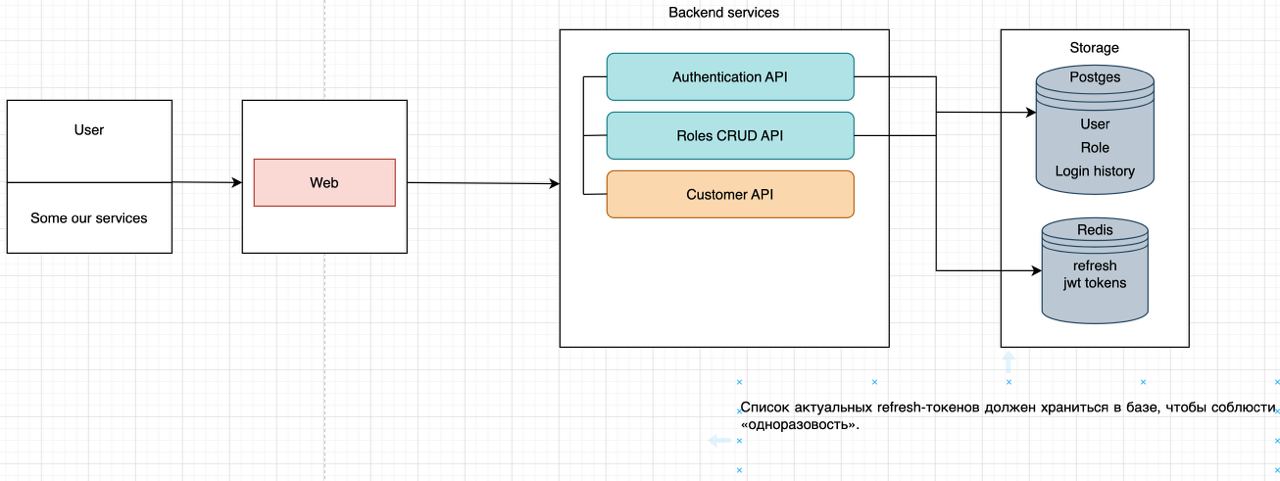 Backend services
Storage
User
Some our services
Web
Authentication API
Roles CRUD API
Customer API
Postges
User
Role
Login history
Redis
refresh
jwt tokens
Список актуальных refresh-токенов должен храниться в базе, чтобы соблюсти
«одноразовость».